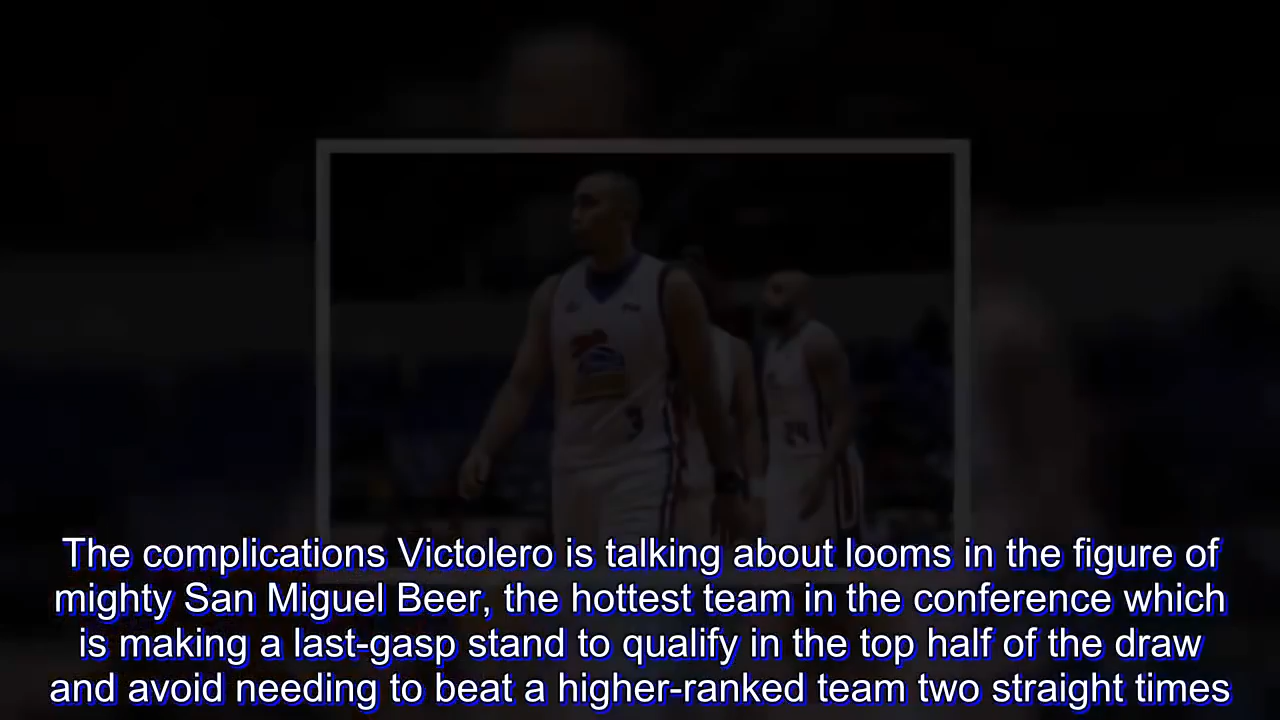 The complications Victolero is talking about looms in the figure of
mighty San Miguel Beer, the hottest team in the conference which
is making a last-gasp stand to qualify in the top half of the draw
and avoid needing to beat a higher-ranked team two straight times